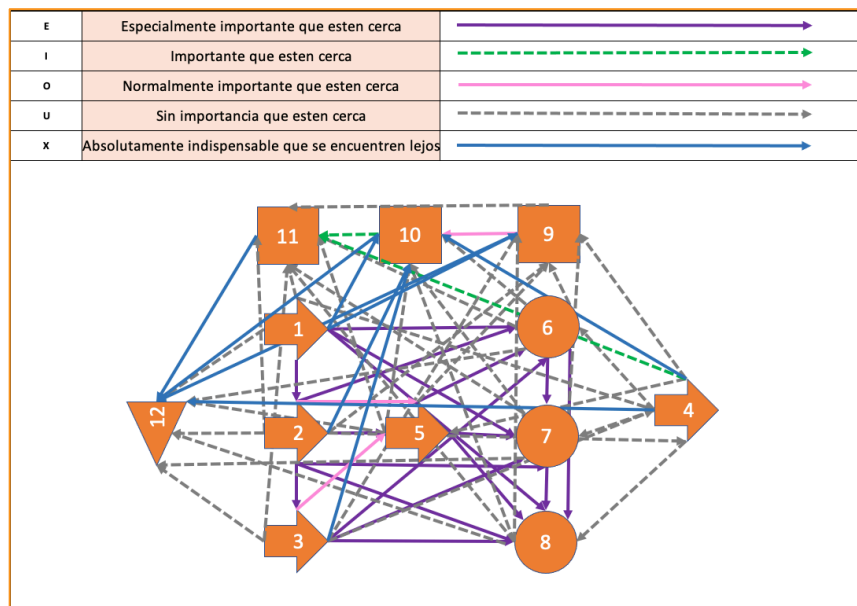 E Especialmente importante que esten cerca
I Importante que esten cerca
O Normalmente importante que esten cerca
U Sin importancia que esten cerca
X Absolutamente indispensable que se encuentren lejos
11 10 9
1 6
12 2 5 7 4
3 8